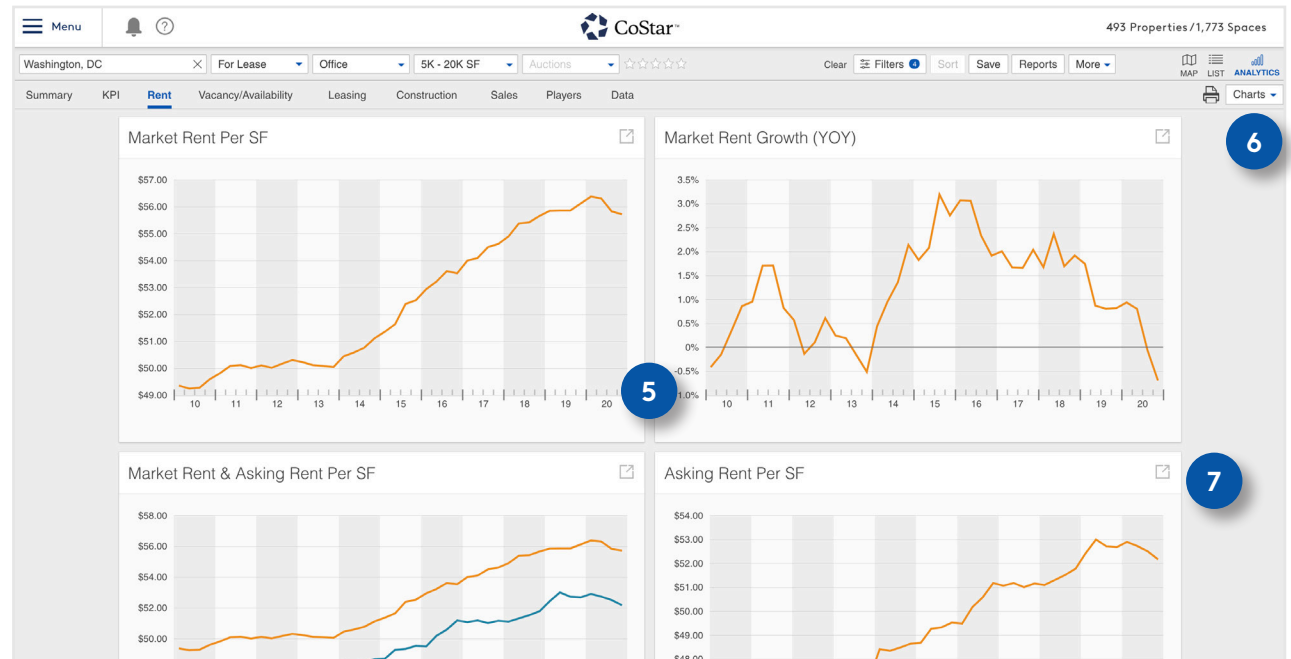 Menu
?
CoStar™
493 Properties/1,773 Spaces
Washington, DC
For Lease
Office
5K - 20K SF
Auctions
Clear
Filters 4
Sort
Save
Reports
More
MAP
LIST
ANALYTICS
Summary
KPI
Rent
Vacancy/Availability
Leasing
Construction
Sales
Players
Data
Charts
6
Market Rent Per SF
$57.00
$56.00
$55.00
$54.00
$53.00
$52.00
$51.00
$50.00
$49.00
10 11 12 13 14 15 16 17 18 19 20
5
Market Rent Growth (YOY)
3.5%
3.0%
2.5%
2.0%
1.5%
1.0%
0.5%
0%
-0.5%
1.0%
10 11 12 13 14 15 16 17 18 19 20
Market Rent & Asking Rent Per SF
$58.00
$56.00
$54.00
$52.00
$50.00
Asking Rent Per SF
7
$54.00
$53.00
$52.00
$51.00
$50.00
$49.00
$48.00